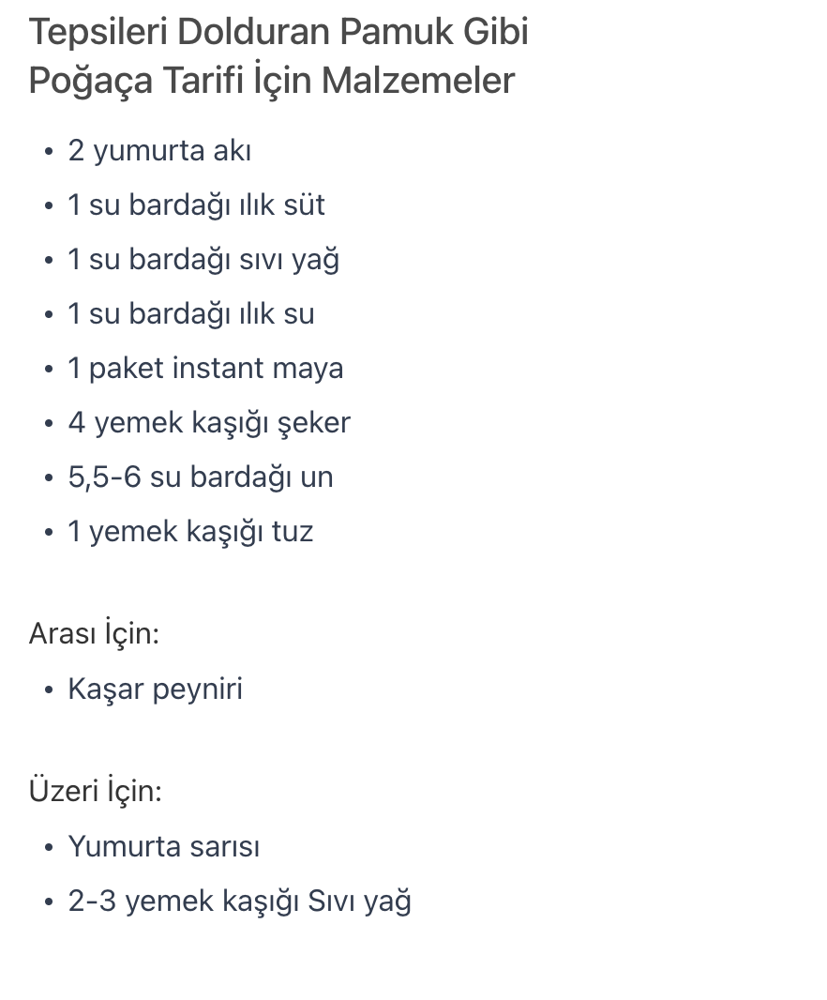 Tepsileri Dolduran Pamuk Gibi
Poğaça Tarifi İçin Malzemeler
• 2 yumurta akı
• 1 su bardağı ılık süt
• 1 su bardağı sıvı yağ
• 1 su bardağı ılık su
• 1 paket instant maya
• 4 yemek kaşığı şeker
• 5,5-6 su bardağı un
• 1 yemek kaşığı tuz
Arası İçin:
• Kaşar peyniri
Üzeri İçin:
• Yumurta sarısı
• 2-3 yemek kaşığı Sıvı yağ